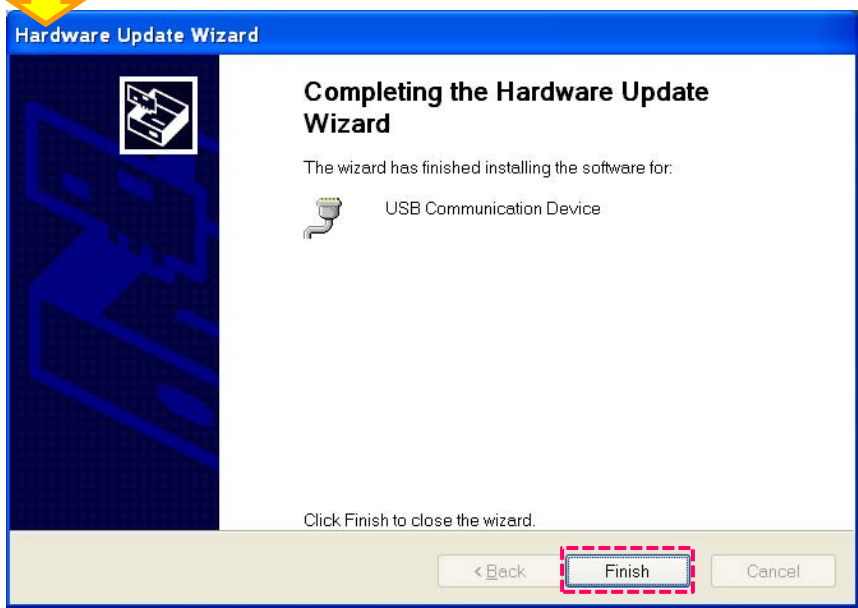 Hardware Update Wizard
Completing the Hardware Update
Wizard
The wizard has finished installing the software for:
USB Communication Device
Click Finish to close the wizard.
< Back Finish Cancel